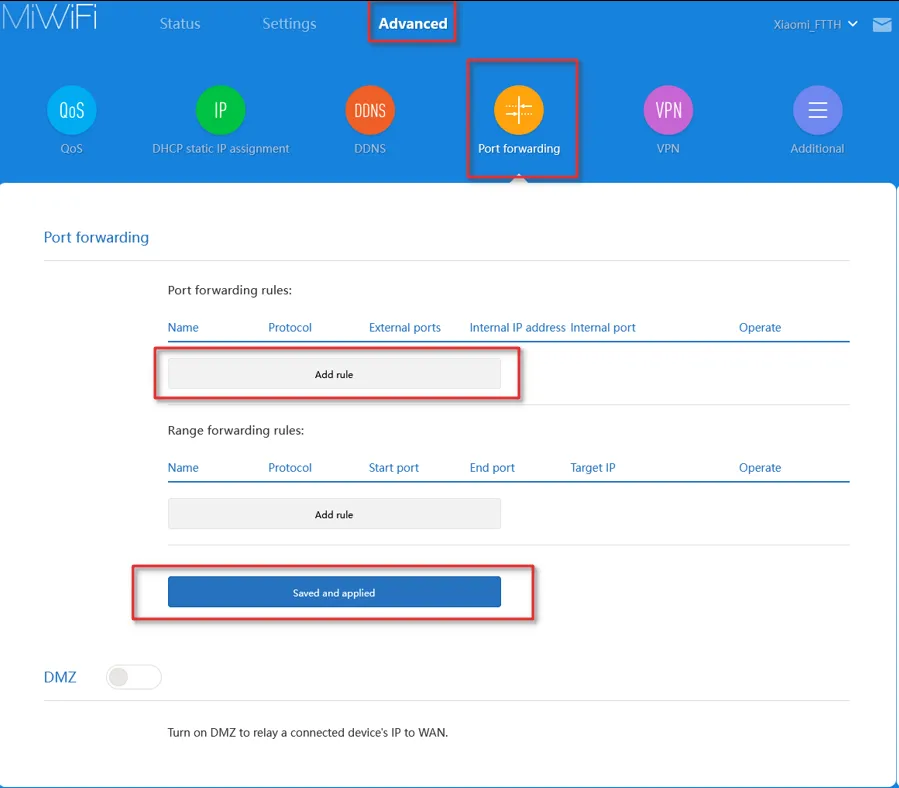 MiWiFi Status Settings Advanced Xiaomi_FTTH
QoS IP DDNS VPN
QoS DHCP static IP assignment DDNS Port forwarding VPN Additional
Port forwarding
Port forwarding rules:
Name Protocol External ports Internal IP address Internal port Operate
Add rule
Range forwarding rules:
Name Protocol Start port End port Target IP Operate
Add rule
Saved and applied
DMZ
Turn on DMZ to relay a connected device's IP to WAN.